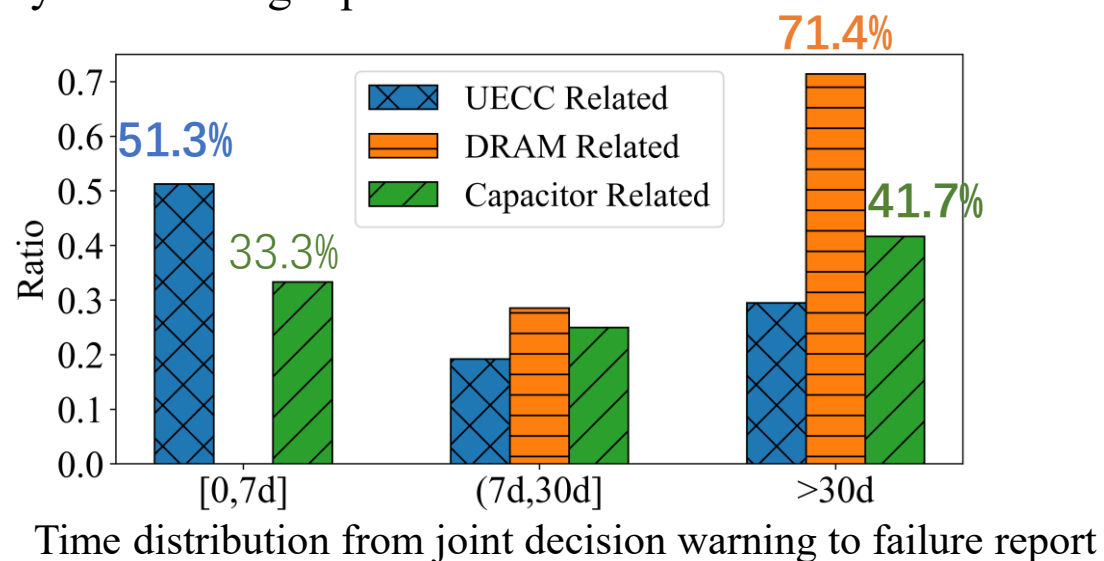 71.4%
0.7
0.6
0.5
0.4
0.3
0.2
0.1
0.0
Ratio
UECC Related
DRAM Related
Capacitor Related
51.3%
33.3%
41.7%
[0,7d]
(7d,30d]
>30d
Time distribution from joint decision warning to failure report